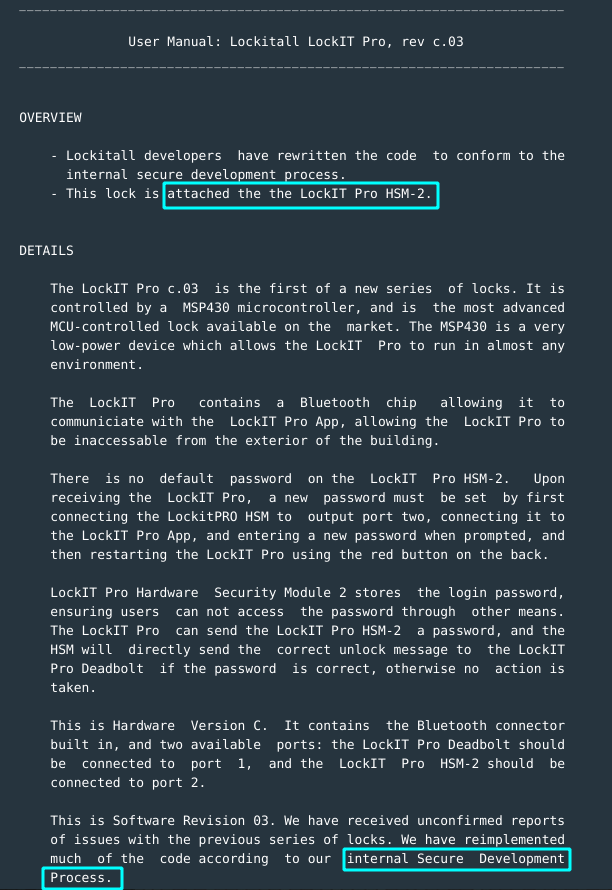 User Manual: Lockitall LockIT Pro, rev c.03
OVERVIEW
- Lockitall developers have rewritten the code to conform to the
internal secure development process.
- This lock is attached the the LockIT Pro HSM-2.
DETAILS
The LockIT Pro c.03 is the first of a new series of locks. It is
controlled by a MSP430 microcontroller, and is the most advanced
MCU-controlled lock available on the market. The MSP430 is a very
low-power device which allows the LockIT Pro to run in almost any
environment.
The LockIT Pro contains a Bluetooth chip allowing it to
communiciate with the LockIT Pro App, allowing the LockIT Pro to
be inaccessable from the exterior of the building.
There is no default password on the LockIT Pro HSM-2. Upon
receiving the LockIT Pro, a new password must be set by first
connecting the LockitPRO HSM to output port two, connecting it to
the LockIT Pro App, and entering a new password when prompted, and
then restarting the LockIT Pro using the red button on the back.
LockIT Pro Hardware Security Module 2 stores the login password,
ensuring users can not access the password through other means.
The LockIT Pro can send the LockIT Pro HSM-2 a password, and the
HSM will directly send the correct unlock message to the LockIT
Pro Deadbolt if the password is correct, otherwise no action is
taken.
This is Hardware Version C. It contains the Bluetooth connector
built in, and two available ports: the LockIT Pro Deadbolt should
be connected to port 1, and the LockIT Pro HSM-2 should be
connected to port 2.
This is Software Revision 03. We have received unconfirmed reports
of issues with the previous series of locks. We have reimplemented
much of the code according to our internal Secure Development
Process.